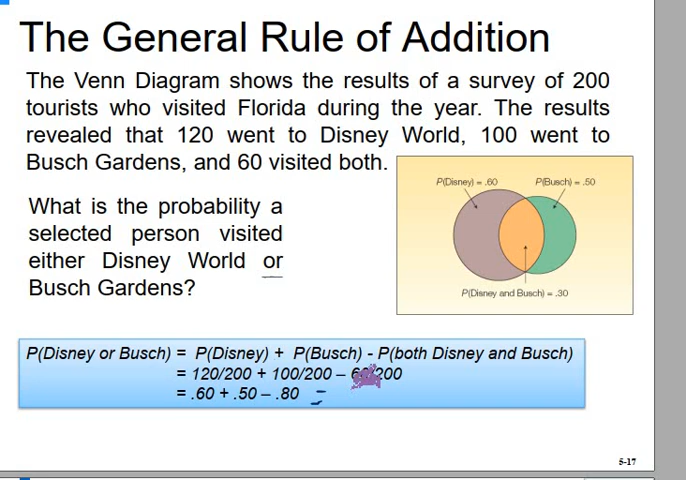 The General Rule of Addition
The Venn Diagram shows the results of a survey of 200
tourists who visited Florida during the year. The results
revealed that 120 went to Disney World, 100 went to
Busch Gardens, and 60 visited both.
P(Disney) = .60 P(Busch) = .50
P(Disney and Busch) = .30
What is the probability a
selected person visited
either Disney World or
Busch Gardens?
P(Disney or Busch) = P(Disney) + P(Busch) - P(both Disney and Busch)
= 120/200 + 100/200 – 60/200
= .60 + .50 – .80
5-17